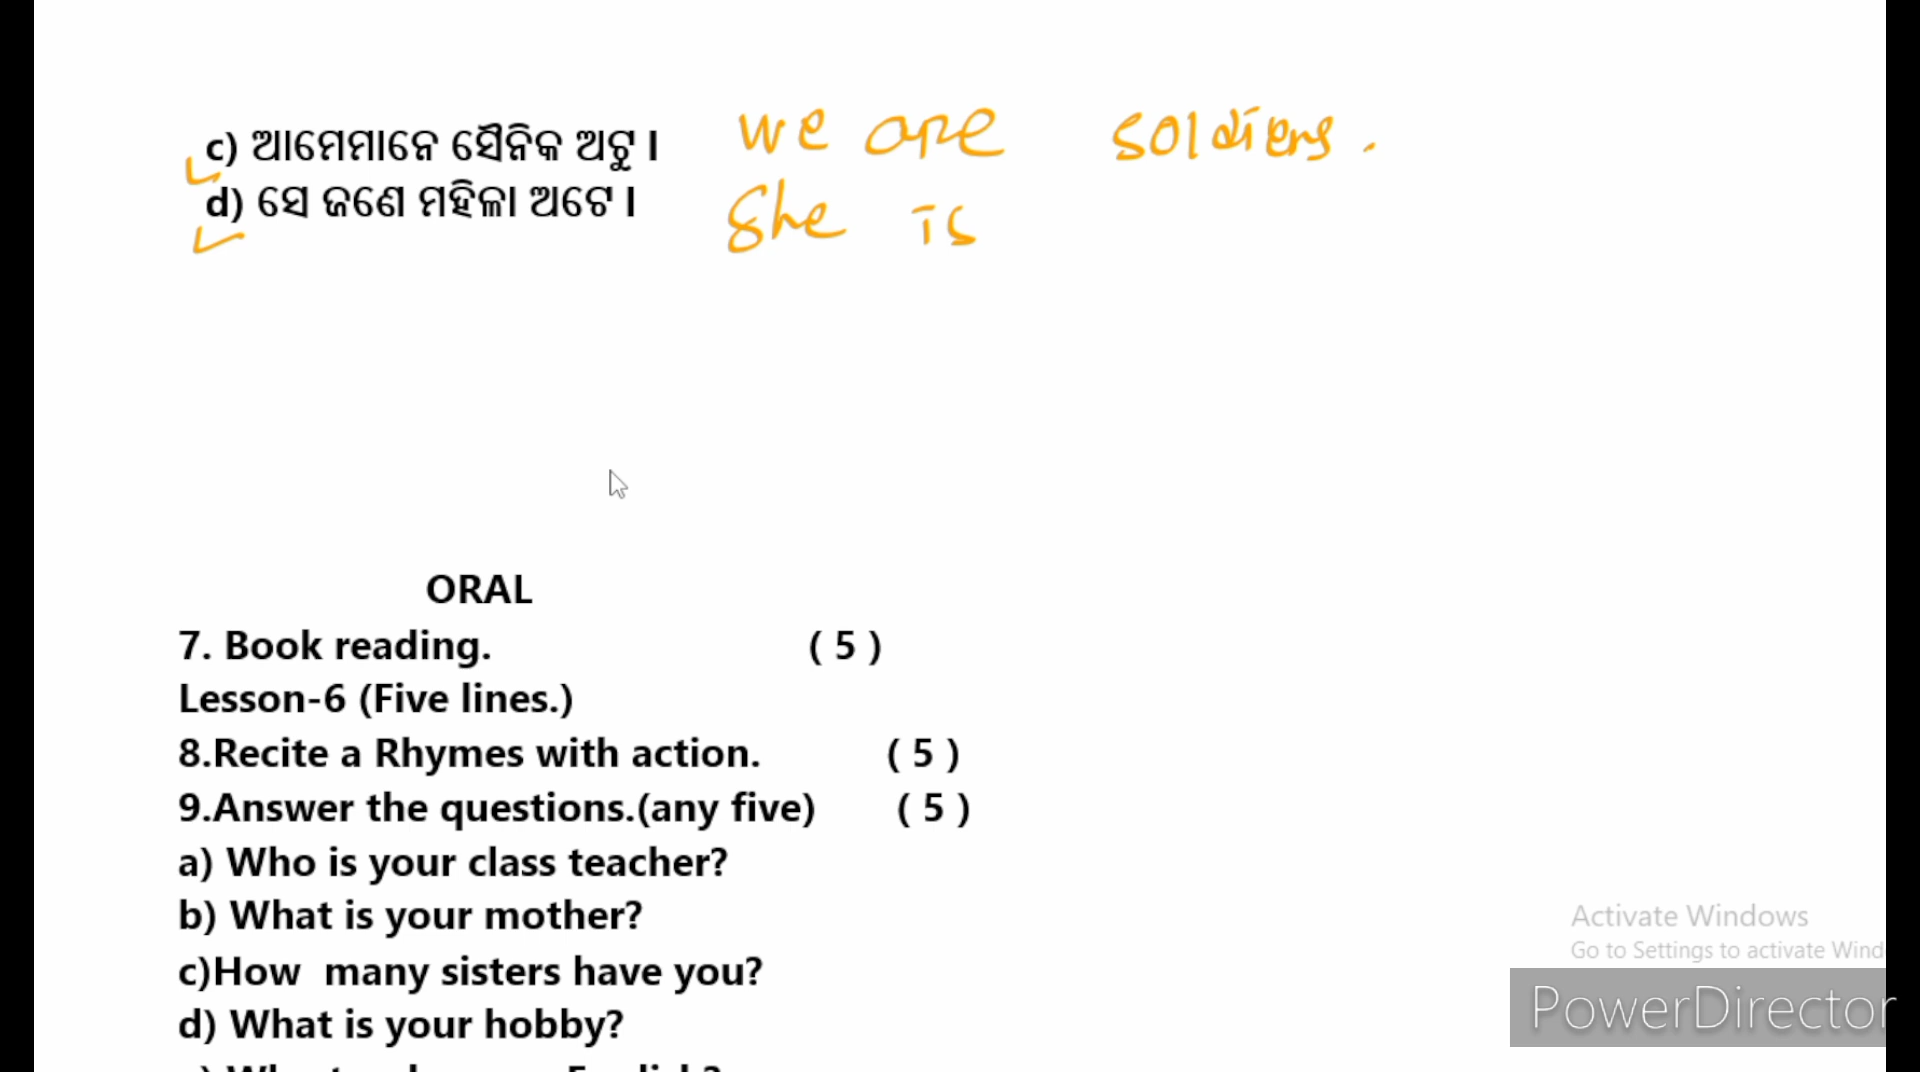 c) ଆମେମାନେ ସୈନିକ ଅଟୁ । we are soldiers.
d) ସେ ଜଣେ ମହିଳା ଅଟେ । She is
ORAL
7. Book reading. ( 5 )
Lesson-6 (Five lines.)
8.Recite a Rhymes with action. ( 5 )
9.Answer the questions.(any five) ( 5 )
a) Who is your class teacher?
b) What is your mother?
c)How many sisters have you?
d) What is your hobby?
Activate Windows
Go to Settings to activate Wind
PowerDirector